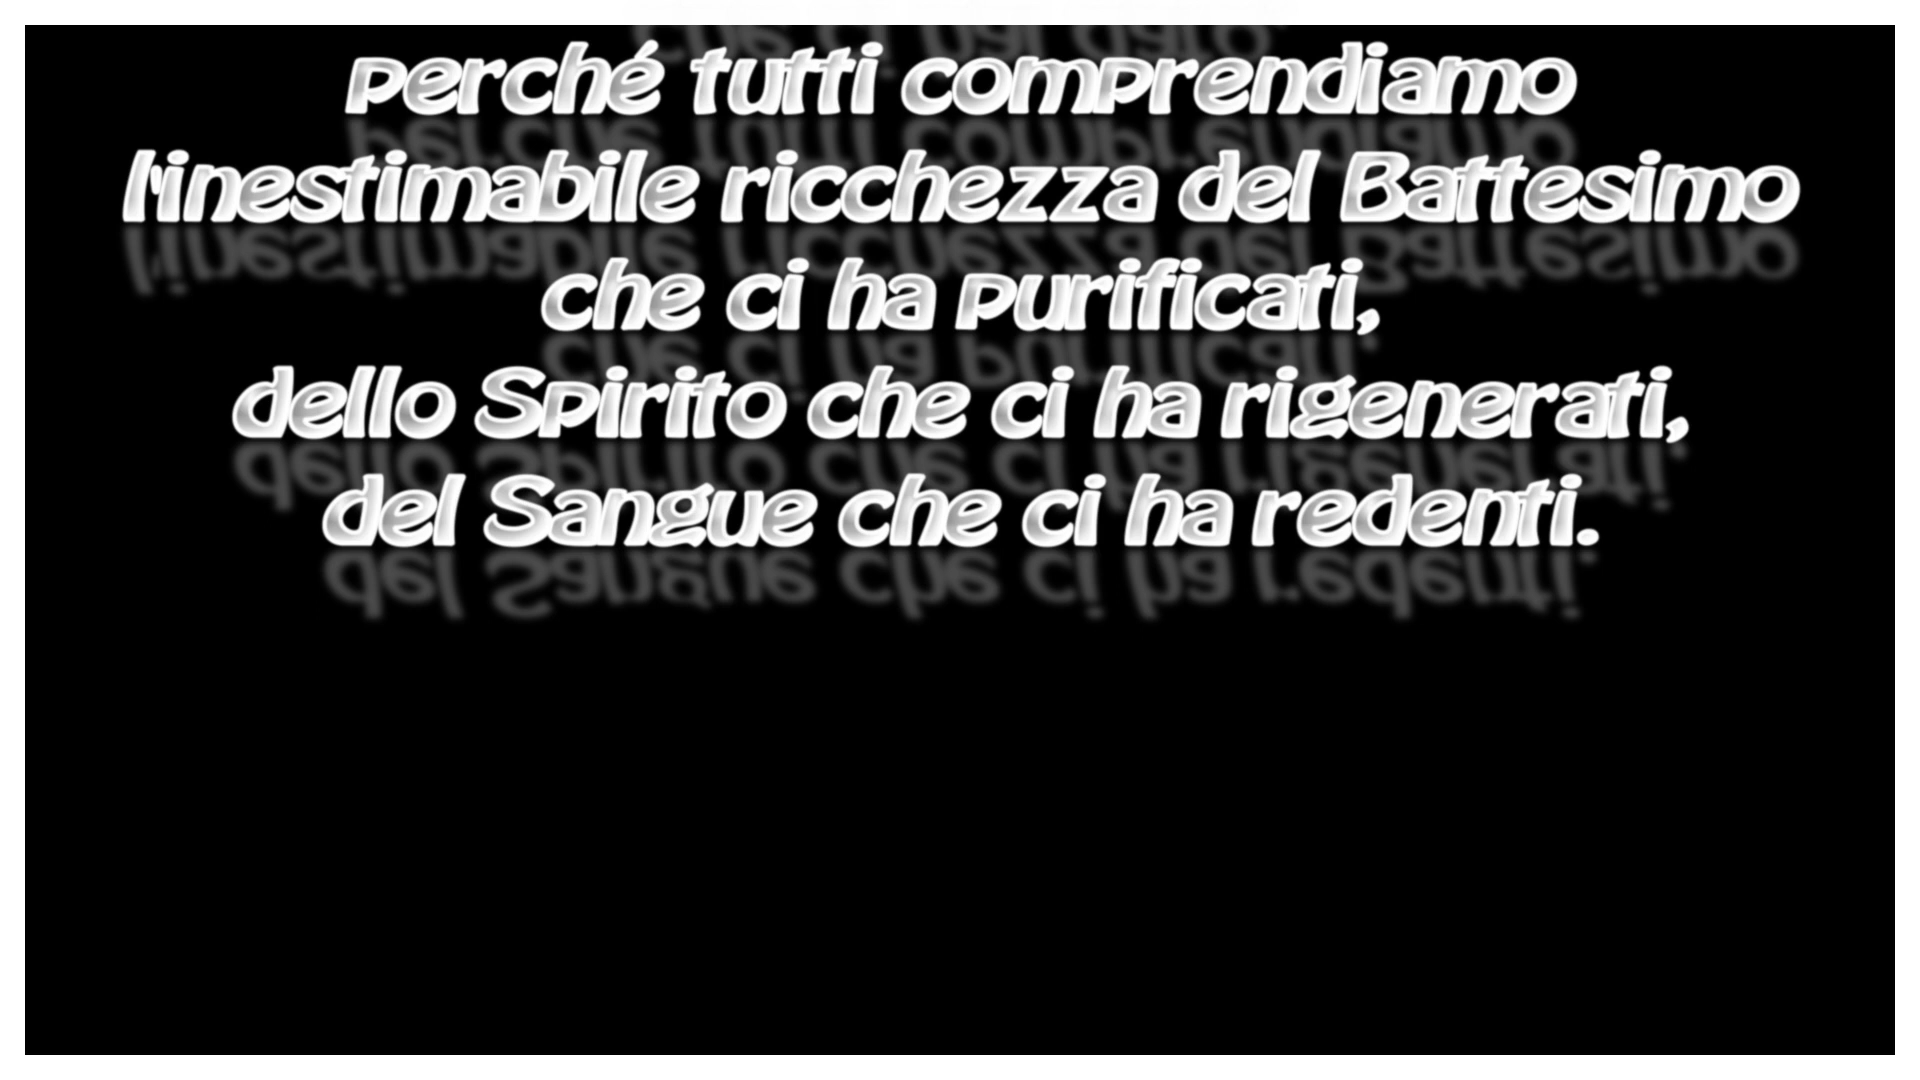 perché tutti comprendiamo
l'inestimabile ricchezza del Battesimo
che ci ha purificati,
dello Spirito che ci ha rigenerati,
del Sangue che ci ha redenti.